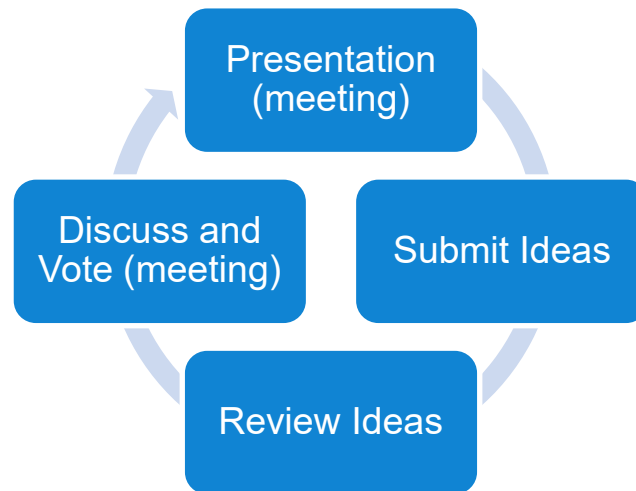 Presentation
(meeting)
Submit Ideas
Review Ideas
Discuss and
Vote (meeting)